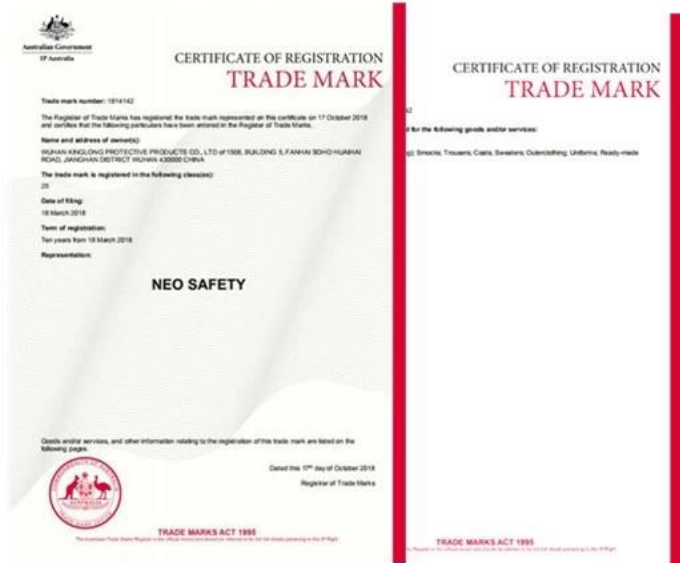 Australian Government
IP Australia
CERTIFICATE OF REGISTRATION
TRADE MARK
Trade mark number: 1914142
The Registrar of Trade Marks has registered the trade mark represented on this certificate on 17 October 2018
and certifies that the following particulars have been entered in the Register of Trade Marks.
Name and address of owner(s):
WUHAN KINGLONG PROTECTIVE PRODUCTS CO., LTD of 1508, BUILDING 5, FANHAI SOHO HUAIHAI
ROAD, JIANGHAN DISTRICT WUHAN 430000 CHINA
The trade mark is registered in the following class(es):
25
Date of filing:
18 March 2018
Term of registration:
Ten years from 18 March 2018
Representation:
NEO SAFETY
Goods and/or services, and other information relating to the registration of this trade mark are listed on the
following pages.
Dated this 17th day of October 2018
Registrar of Trade Marks
TRADE MARKS ACT 1995
CERTIFICATE OF REGISTRATION
TRADE MARK
for the following goods and/or services:
Smocks; Trousers; Coats; Sweaters; Outerclothing; Uniforms; Ready-made
TRADE MARKS ACT 1995